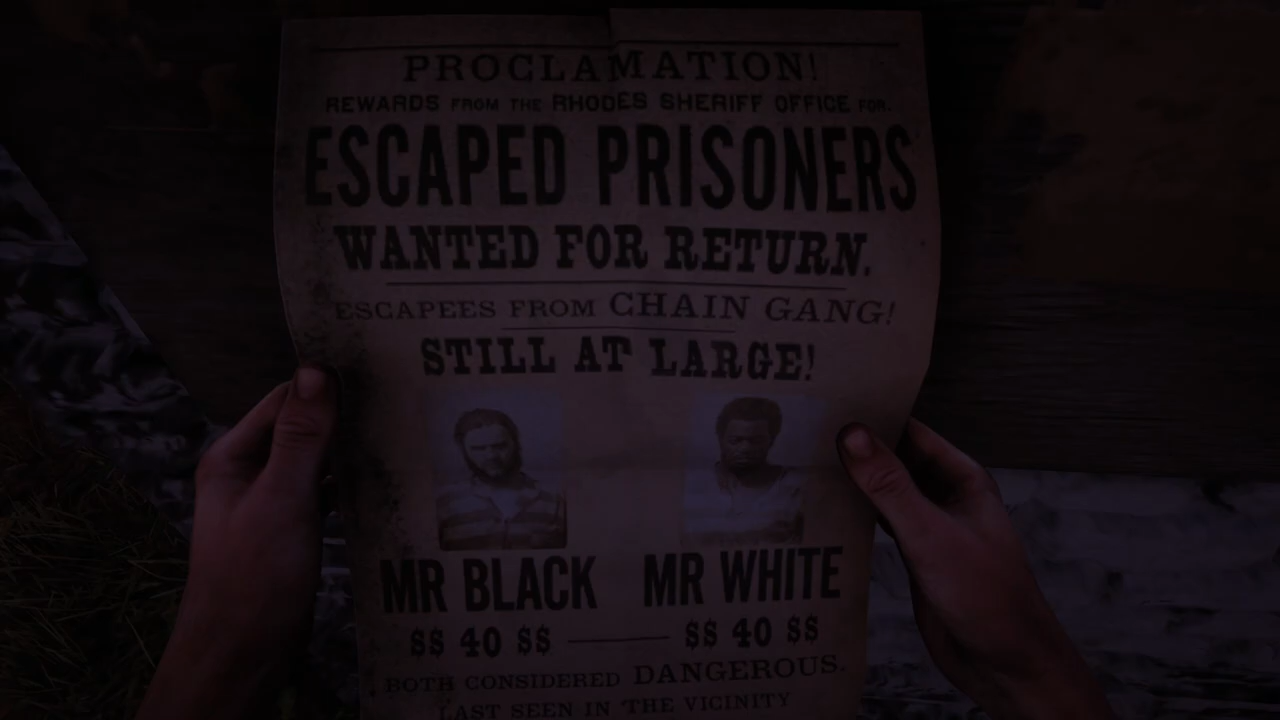 PROCLAMATION!
REWARDS FROM THE RHODES SHERIFF OFFICE FOR.
ESCAPED PRISONERS
WANTED FOR RETURN.
ESCAPEES FROM CHAIN GANG!
STILL AT LARGE!
MR BLACK MR WHITE
$$ 40 $$ $$ 40 $$
BOTH CONSIDERED DANGEROUS.
LAST SEEN IN THE VICINITY